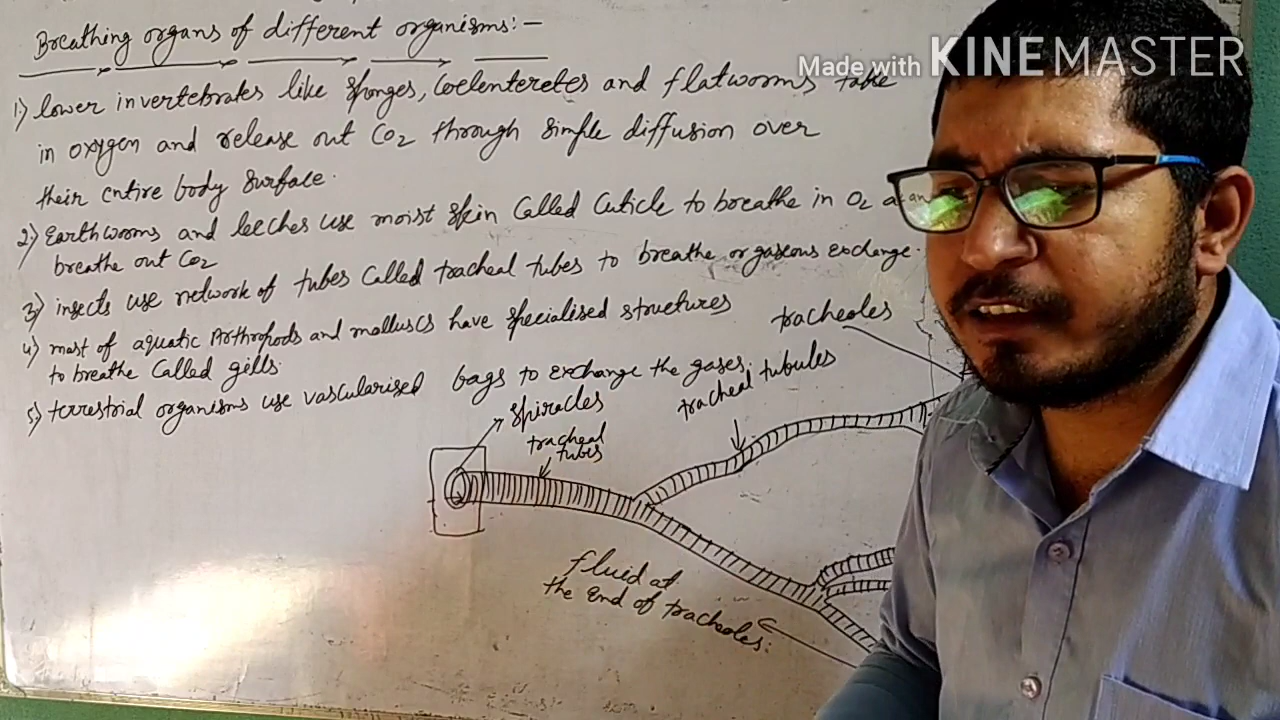 Breathing organs of different organisms:-
Made with KINEMASTER
1) lower invertebrates like Sponges, Coelenteretes and flatworms take
in oxygen and release out CO2 through simple diffusion over
their entire body surface.
2) Earthworms and leeches use moist skin called Cuticle to breathe in O2 an
breathe out CO2
3) insects use network of tubes called tracheal tubes to breathe or gaseous exchange.
4) most of aquatic Arthropods and molluscs have specialised structures
to breathe called gills.
5) terrestrial organisms use vascularised bags to exchange the gases.
tracheoles
tracheal tubules
spiracles
tracheal
tubes
fluid at
the end of tracheoles: